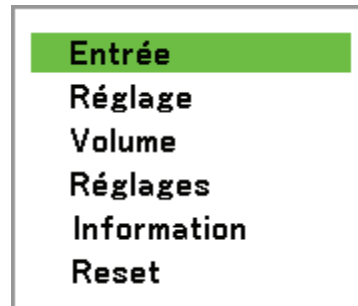 Entrée
Réglage
Volume
Réglages
Information
Reset